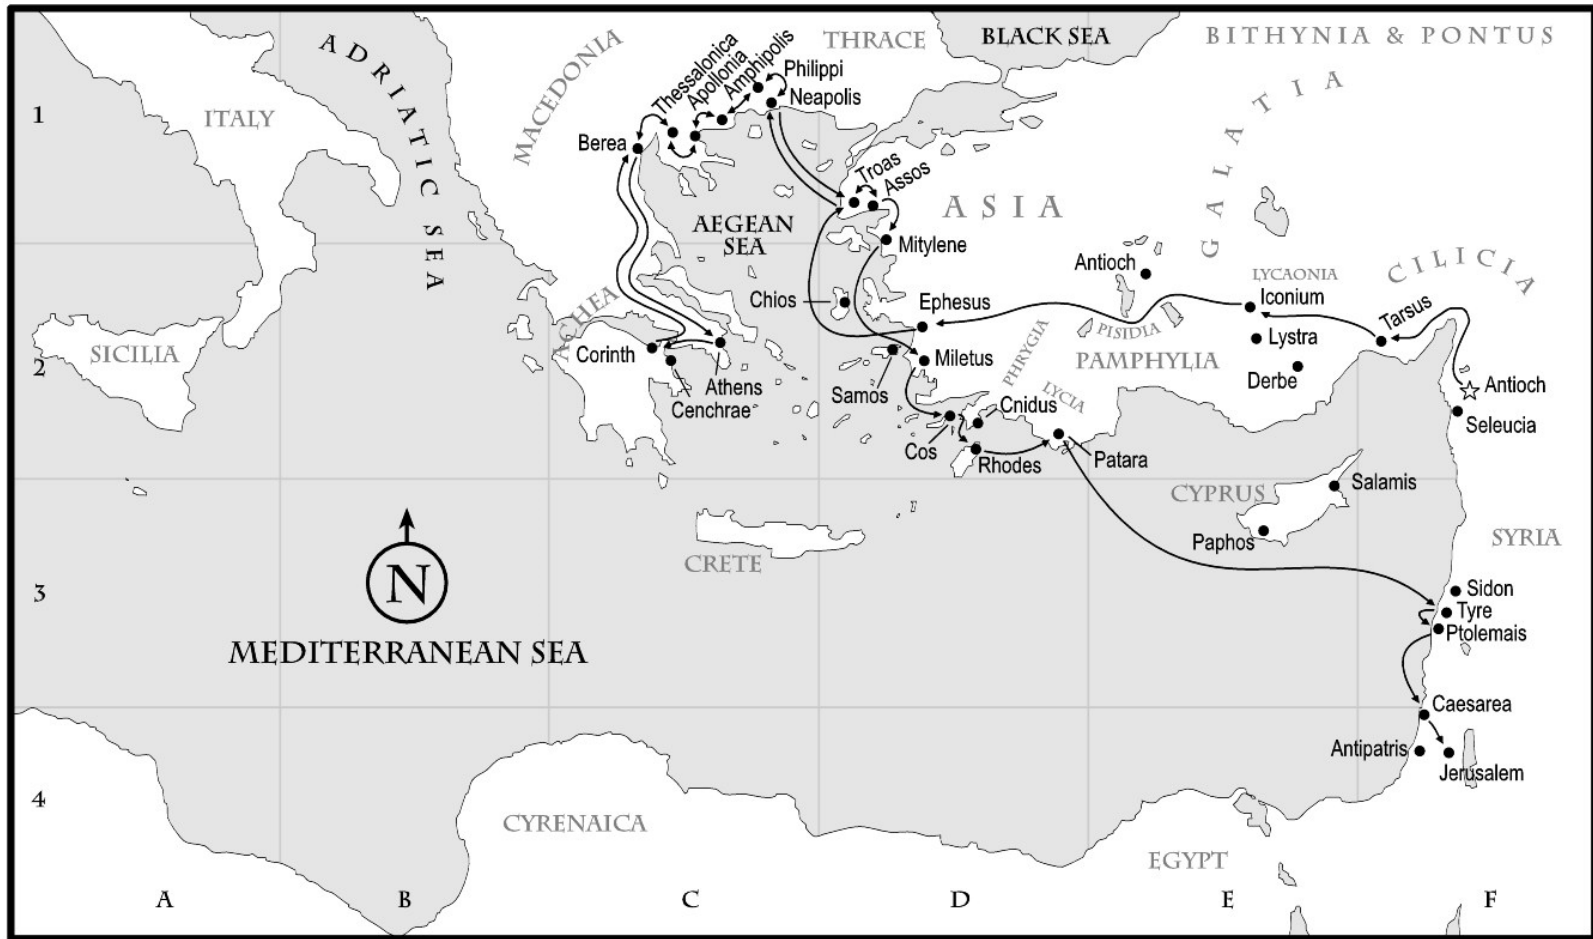 ADRIATIC SEA
MACEDONIA
THRACE
BLACK SEA
BITHYNIA & PONTUS
GALATIA
1
ITALY
Thessalonica
Apollonia
Amphipolis
Philippi
Neapolis
Berea
Troas
Assos
ASIA
AEGEAN
SEA
Mitylene
Antioch
LYCAONIA
CILICIA
Chios
Ephesus
Iconium
Tarsus
ACHEA
PHRYGIA
PISIDIA
Lystra
SICILIA
Corinth
Miletus
PAMPHYLIA
2
Athens
Derbe
Antioch
Samos
LYCIA
Cenchrae
Cnidus
Seleucia
Cos
Rhodes
Patara
CYPRUS
Salamis
Paphos
SYRIA
CRETE
N
3
Sidon
Tyre
Ptolemais
MEDITERRANEAN SEA
Caesarea
Antipatris
Jerusalem
4
CYRENAICA
EGYPT
A
B
C
D
E
F